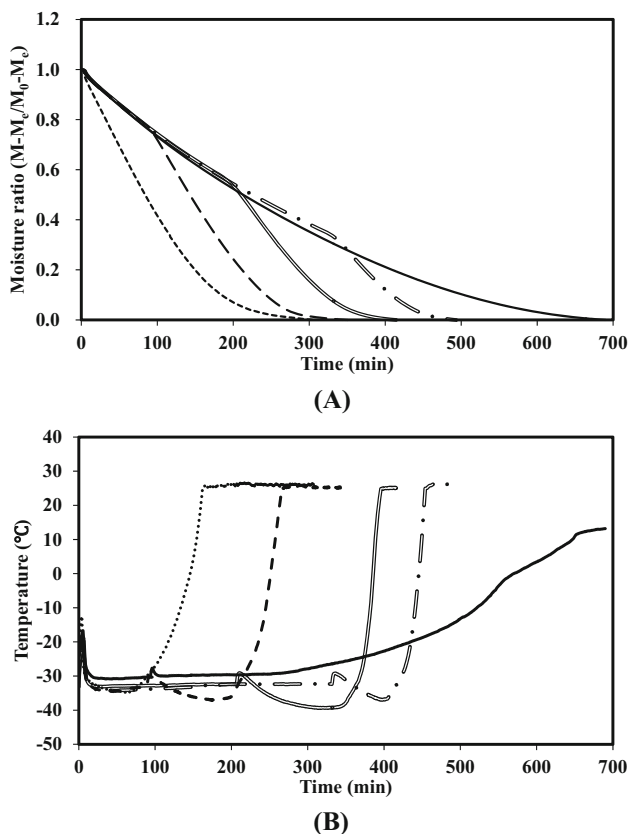 1.2
1.0
0.8
0.6
0.4
0.2
0.0
Moisture ratio (M-Mₑ/M₀-Mₑ)
0 100 200 300 400 500 600 700
Time (min)
(A)
40
30
20
10
0
-10
-20
-30
-40
-50
Temperature (℃)
0 100 200 300 400 500 600 700
Time (min)
(B)